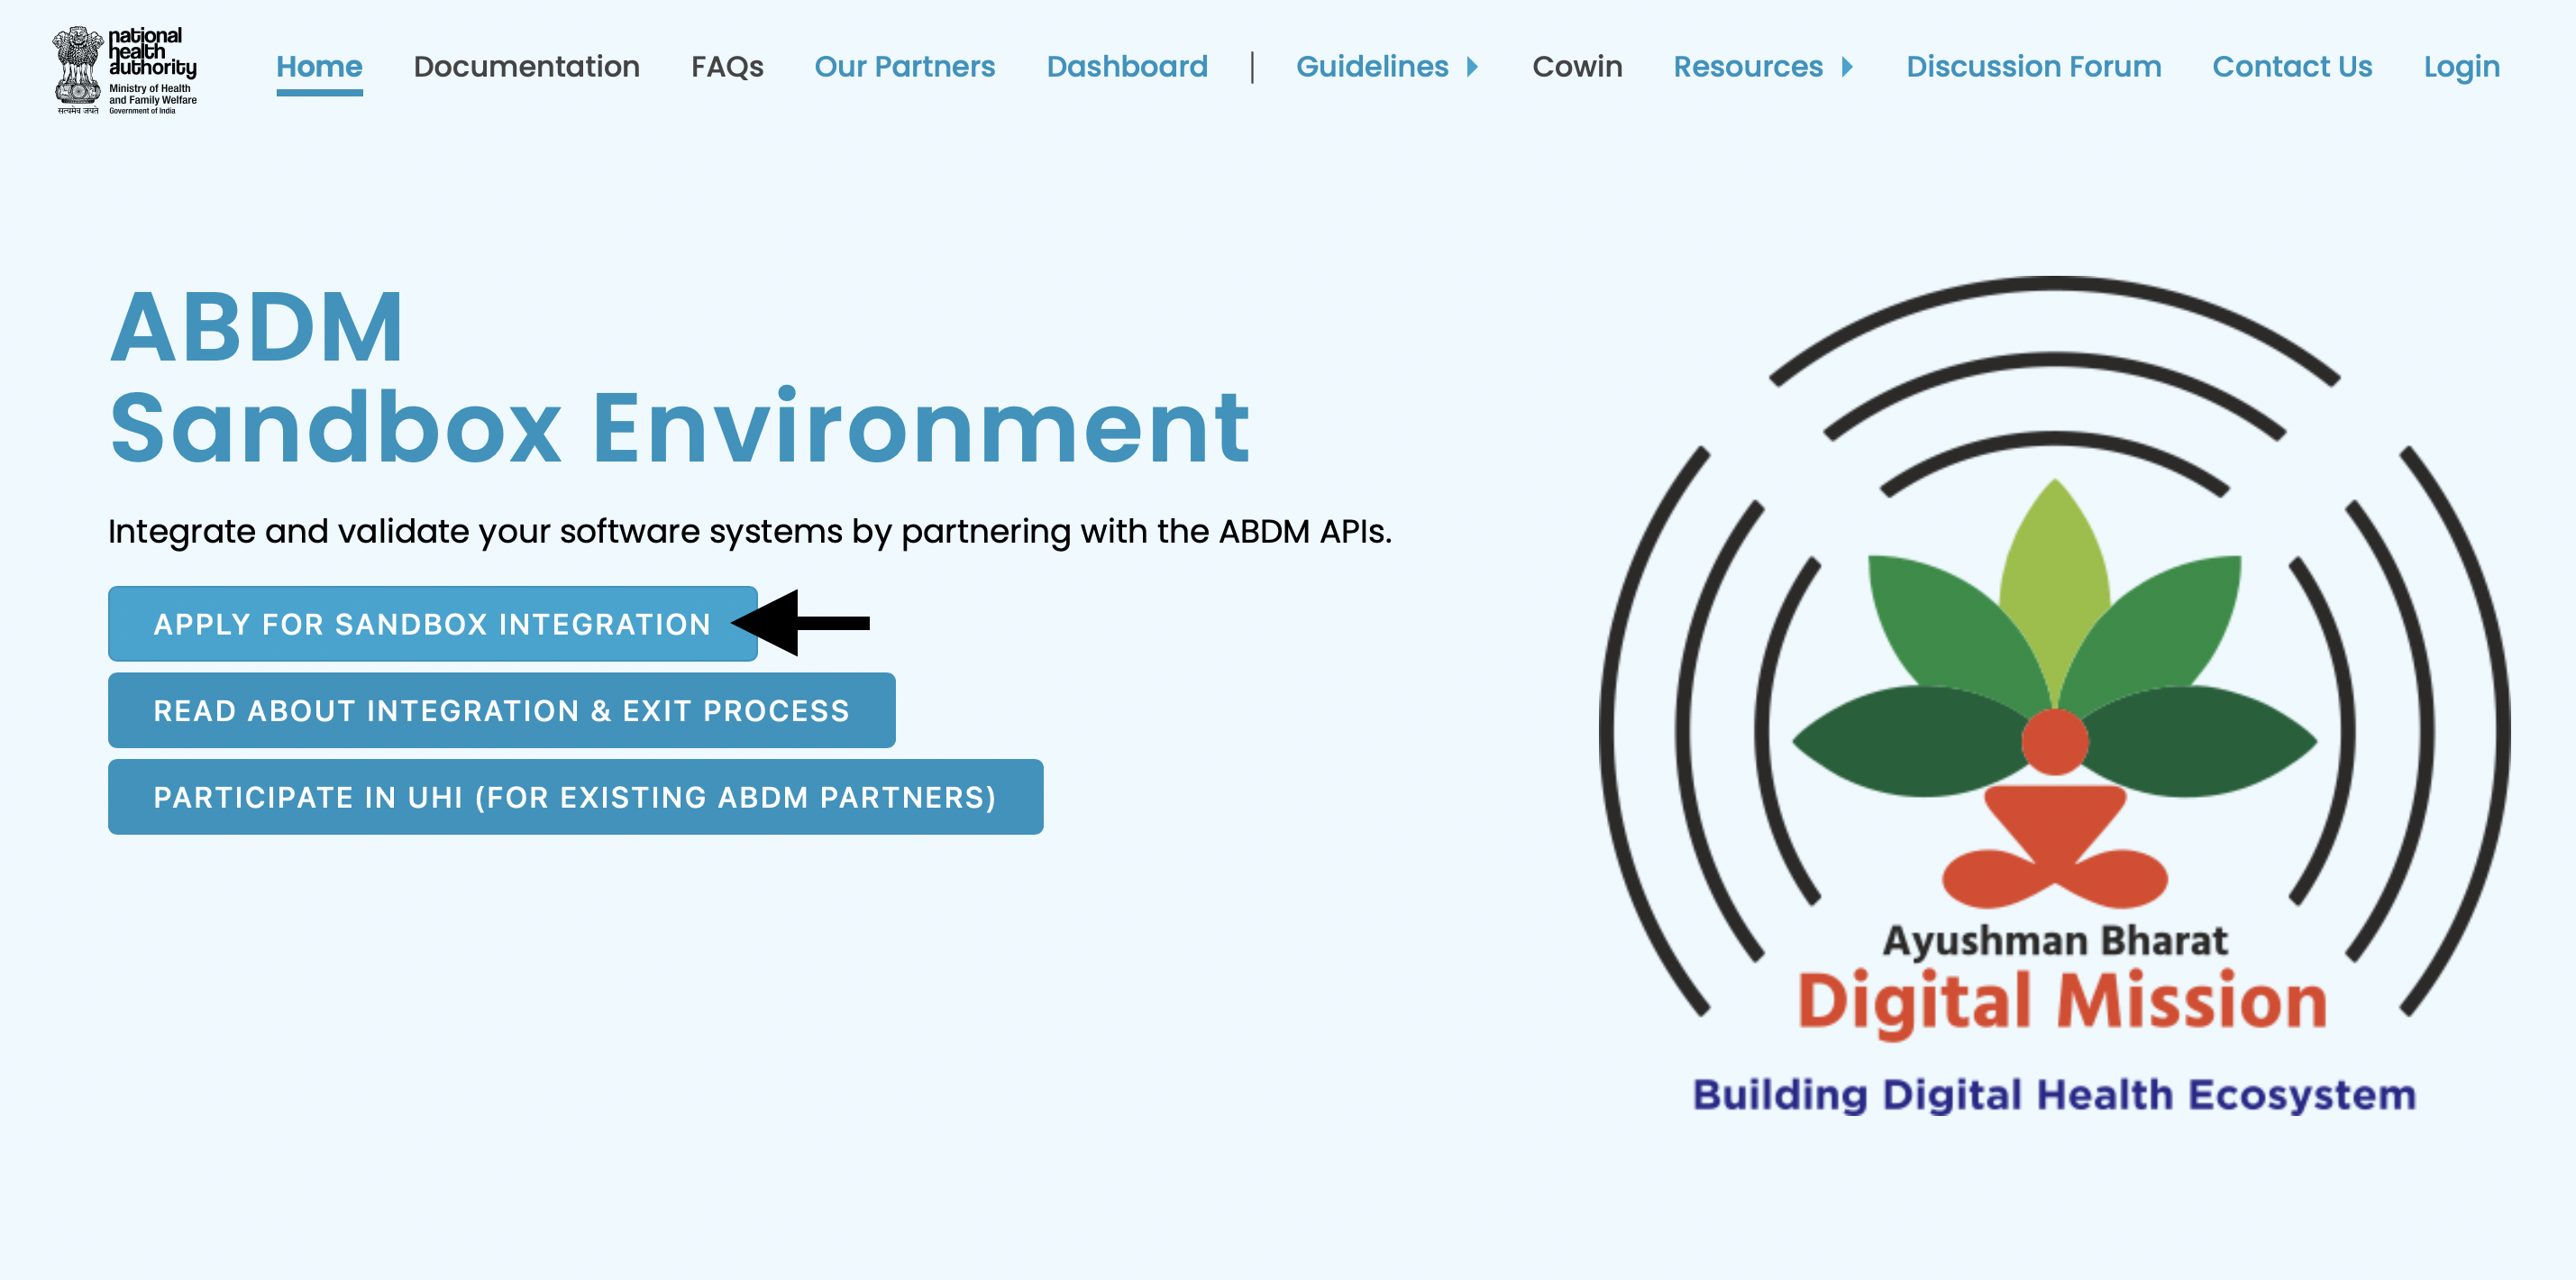 national
health
authority
Ministry of Health
and Family Welfare
Government of India
सत्यमेव जयते
Home Documentation FAQs Our Partners Dashboard | Guidelines Cowin Resources Discussion Forum Contact Us Login
ABDM
Sandbox Environment
Integrate and validate your software systems by partnering with the ABDM APIs.
APPLY FOR SANDBOX INTEGRATION
READ ABOUT INTEGRATION & EXIT PROCESS
PARTICIPATE IN UHI (FOR EXISTING ABDM PARTNERS)
Ayushman Bharat
Digital Mission
Building Digital Health Ecosystem